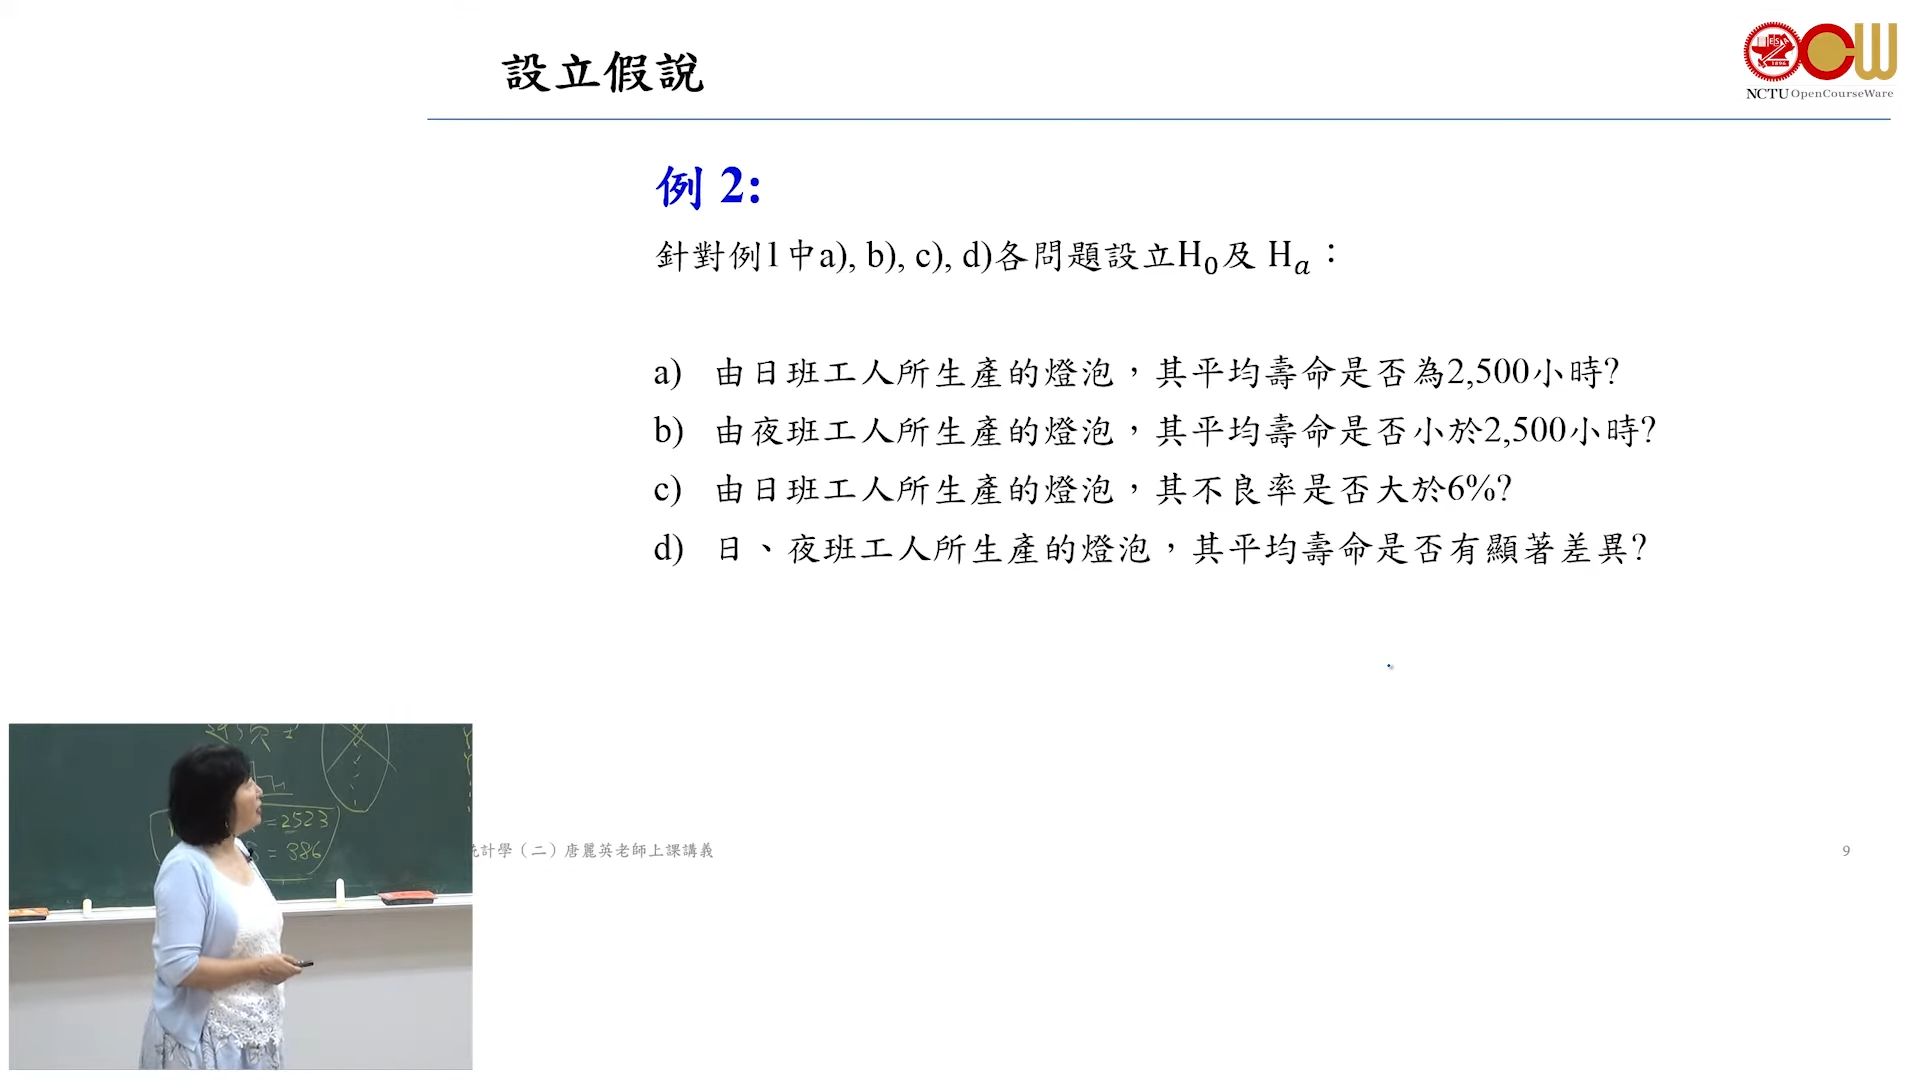 設立假說
NCTU OpenCourseWare
例 2:
針對例1中a), b), c), d)各問題設立H₀及 Hₐ：
a) 由日班工人所生產的燈泡，其平均壽命是否為2,500小時?
b) 由夜班工人所生產的燈泡，其平均壽命是否小於2,500小時?
c) 由日班工人所生產的燈泡，其不良率是否大於6%?
d) 日、夜班工人所生產的燈泡，其平均壽命是否有顯著差異?
=2523
= 386
計學（二）唐麗英老師上課講義
9